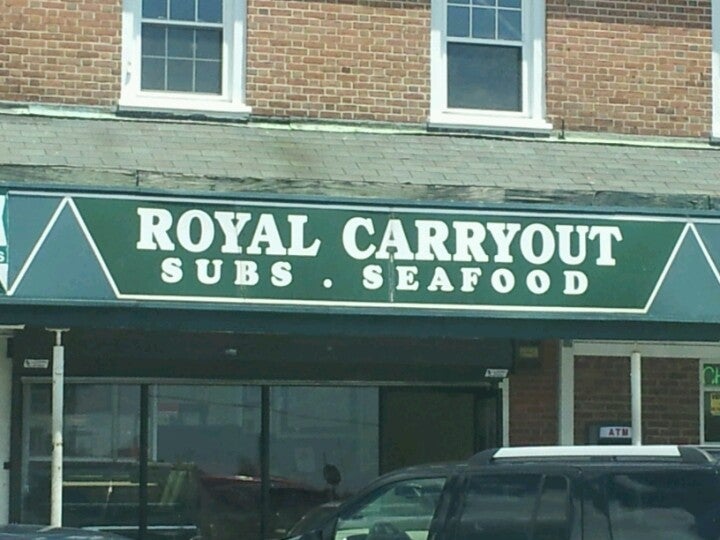 ROYAL CARRYOUT
SUBS . SEAFOOD
ATM